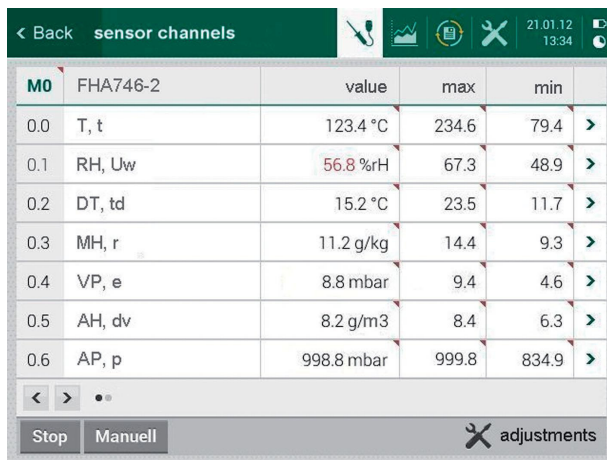 < Back sensor channels 21.01.12
13:34
M0 FHA746-2 value max min
0.0 T, t 123.4 °C 234.6 79.4 >
0.1 RH, Uw 56.8 %rH 67.3 48.9 >
0.2 DT, td 15.2 °C 23.5 11.7 >
0.3 MH, r 11.2 g/kg 14.4 9.3 >
0.4 VP, e 8.8 mbar 9.4 4.6 >
0.5 AH, dv 8.2 g/m3 8.4 6.3 >
0.6 AP, p 998.8 mbar 999.8 834.9 >
< >
Stop Manuell adjustments